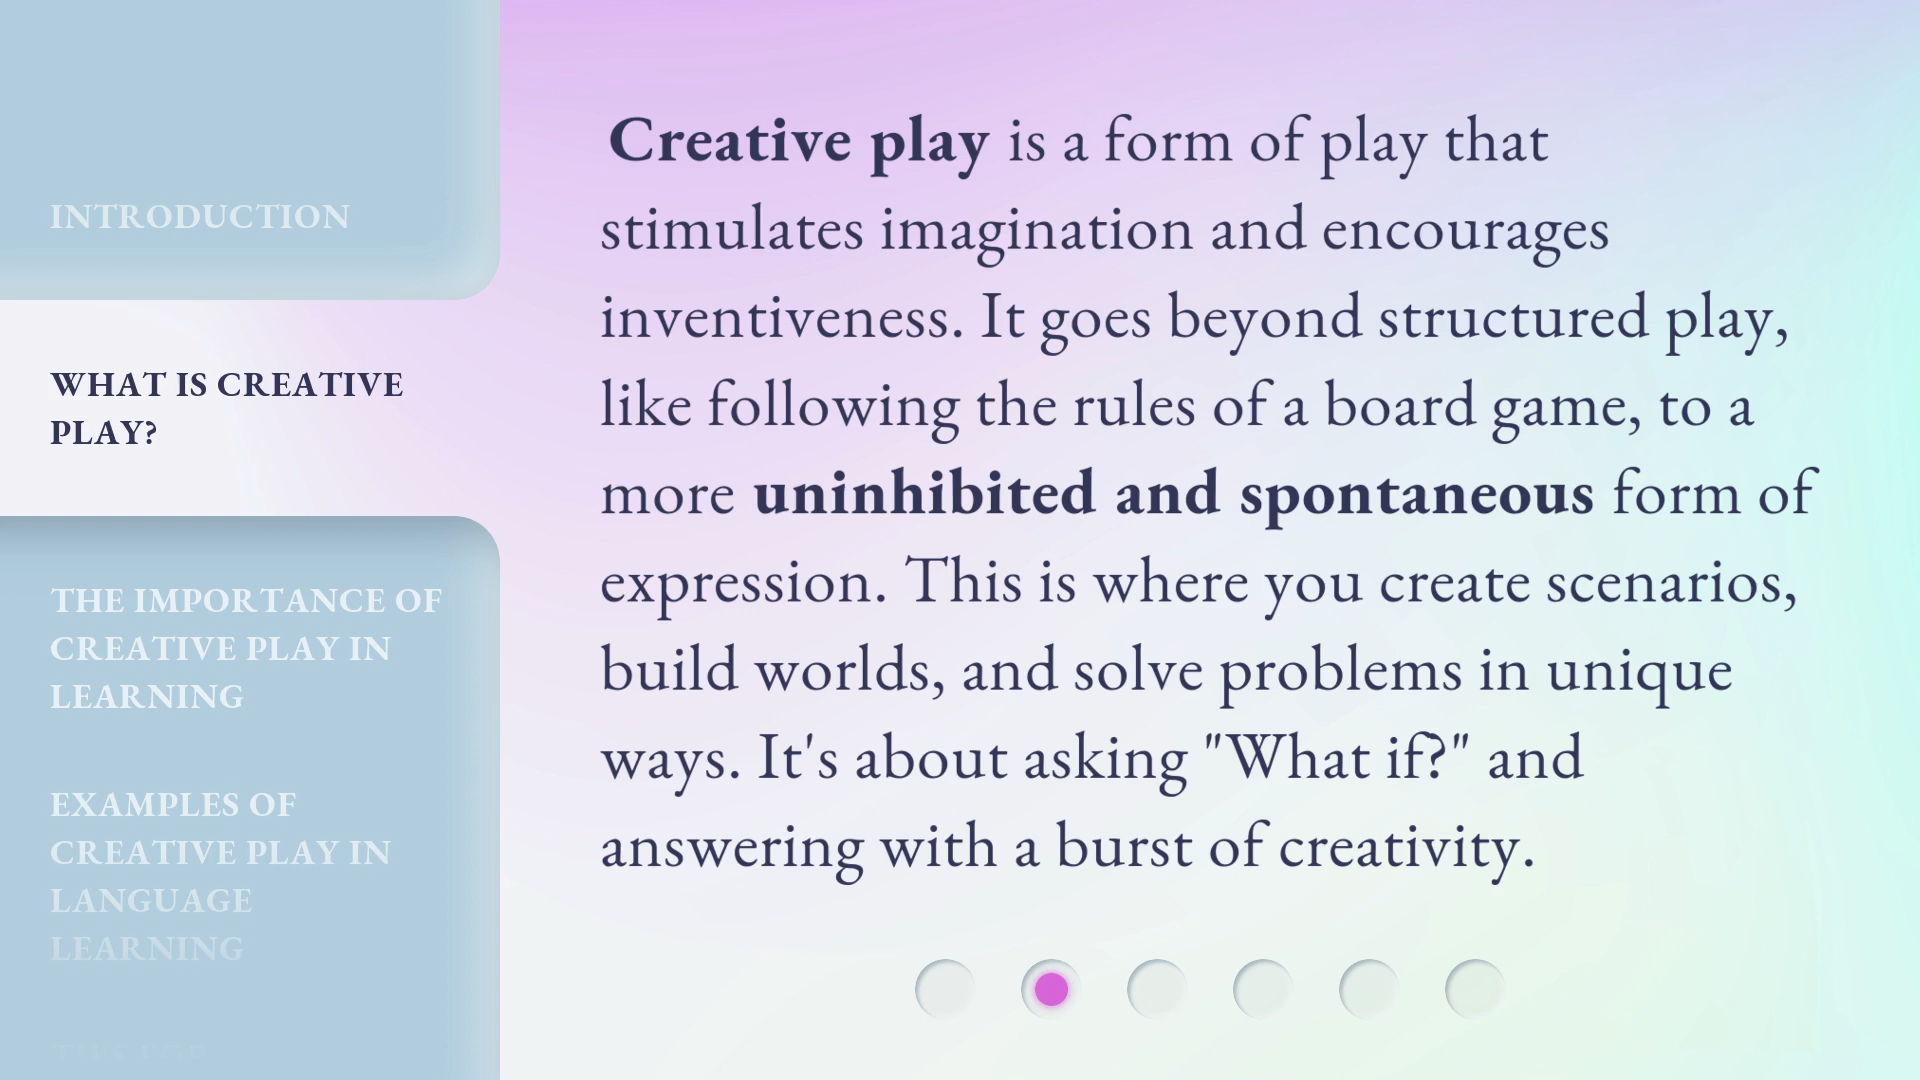 INTRODUCTION
WHAT IS CREATIVE
PLAY?
THE IMPORTANCE OF
CREATIVE PLAY IN
LEARNING
EXAMPLES OF
CREATIVE PLAY IN
LANGUAGE
LEARNING
TIPS FOR
Creative play is a form of play that
stimulates imagination and encourages
inventiveness. It goes beyond structured play,
like following the rules of a board game, to a
more uninhibited and spontaneous form of
expression. This is where you create scenarios,
build worlds, and solve problems in unique
ways. It's about asking "What if?" and
answering with a burst of creativity.